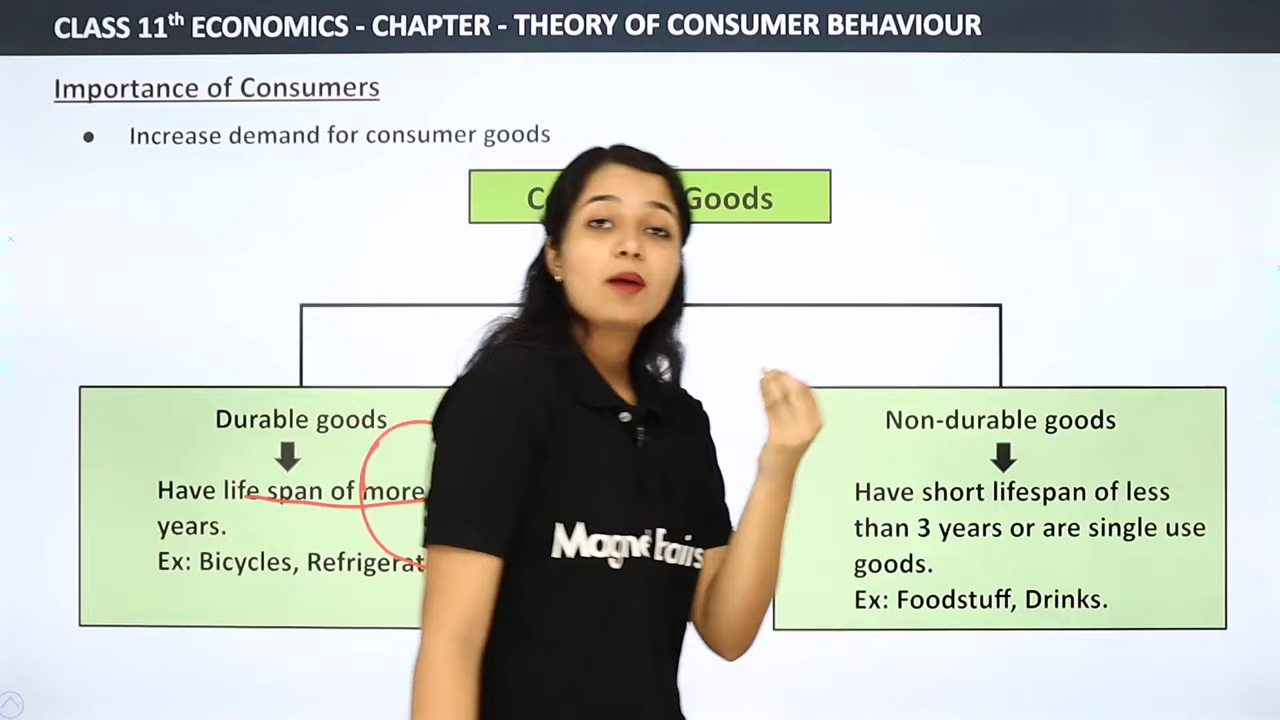 CLASS 11th ECONOMICS - CHAPTER - THEORY OF CONSUMER BEHAVIOUR
Importance of Consumers
● Increase demand for consumer goods
Goods
Durable goods
Have life span of more
years.
Ex: Bicycles, Refrigerat
Non-durable goods
Have short lifespan of less
than 3 years or are single use
goods.
Ex: Foodstuff, Drinks.